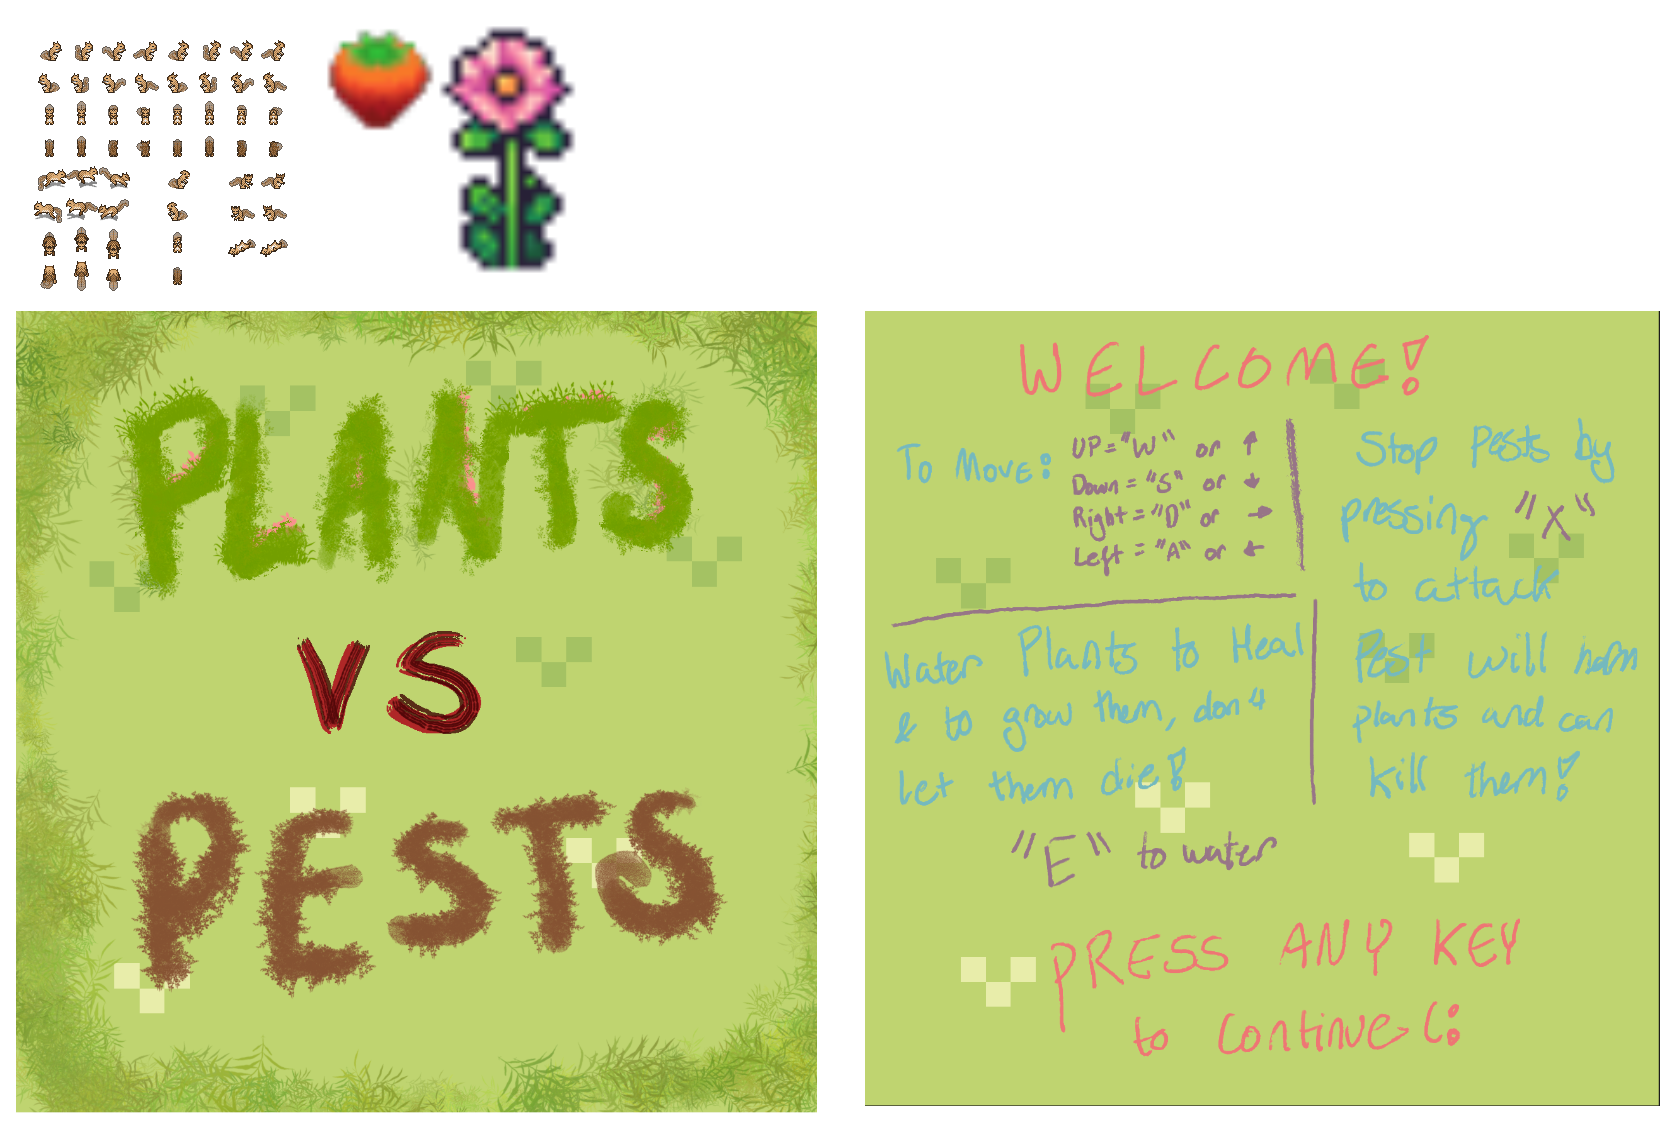 PLANTS
VS
PESTS
WELCOME!
To Move:
UP = "W" or ↑
Down = "S" or ↓
Right = "D" or →
Left = "A" or ←
Stop Pests by
pressing "X"
to attack
Water Plants to Heal
& to grow them, don't
let them die!
"E" to water
Pest will harm
plants and can
kill them!
PRESS ANY KEY
to continue (: